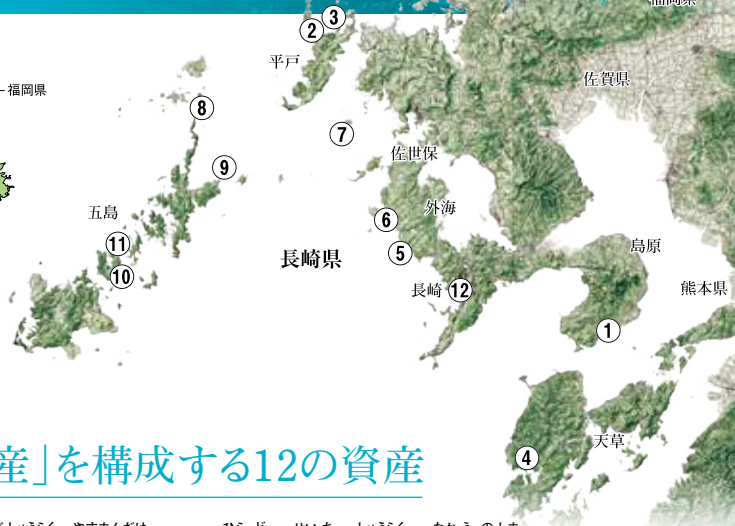 福岡県
③
②
平戸
佐賀県
福岡県
⑧
⑦
佐世保
⑨
外海
五島
⑥
⑪
⑤
島原
長崎県
⑩
長崎 ⑫
熊本県
①
天草
④
産」を構成する12の資産